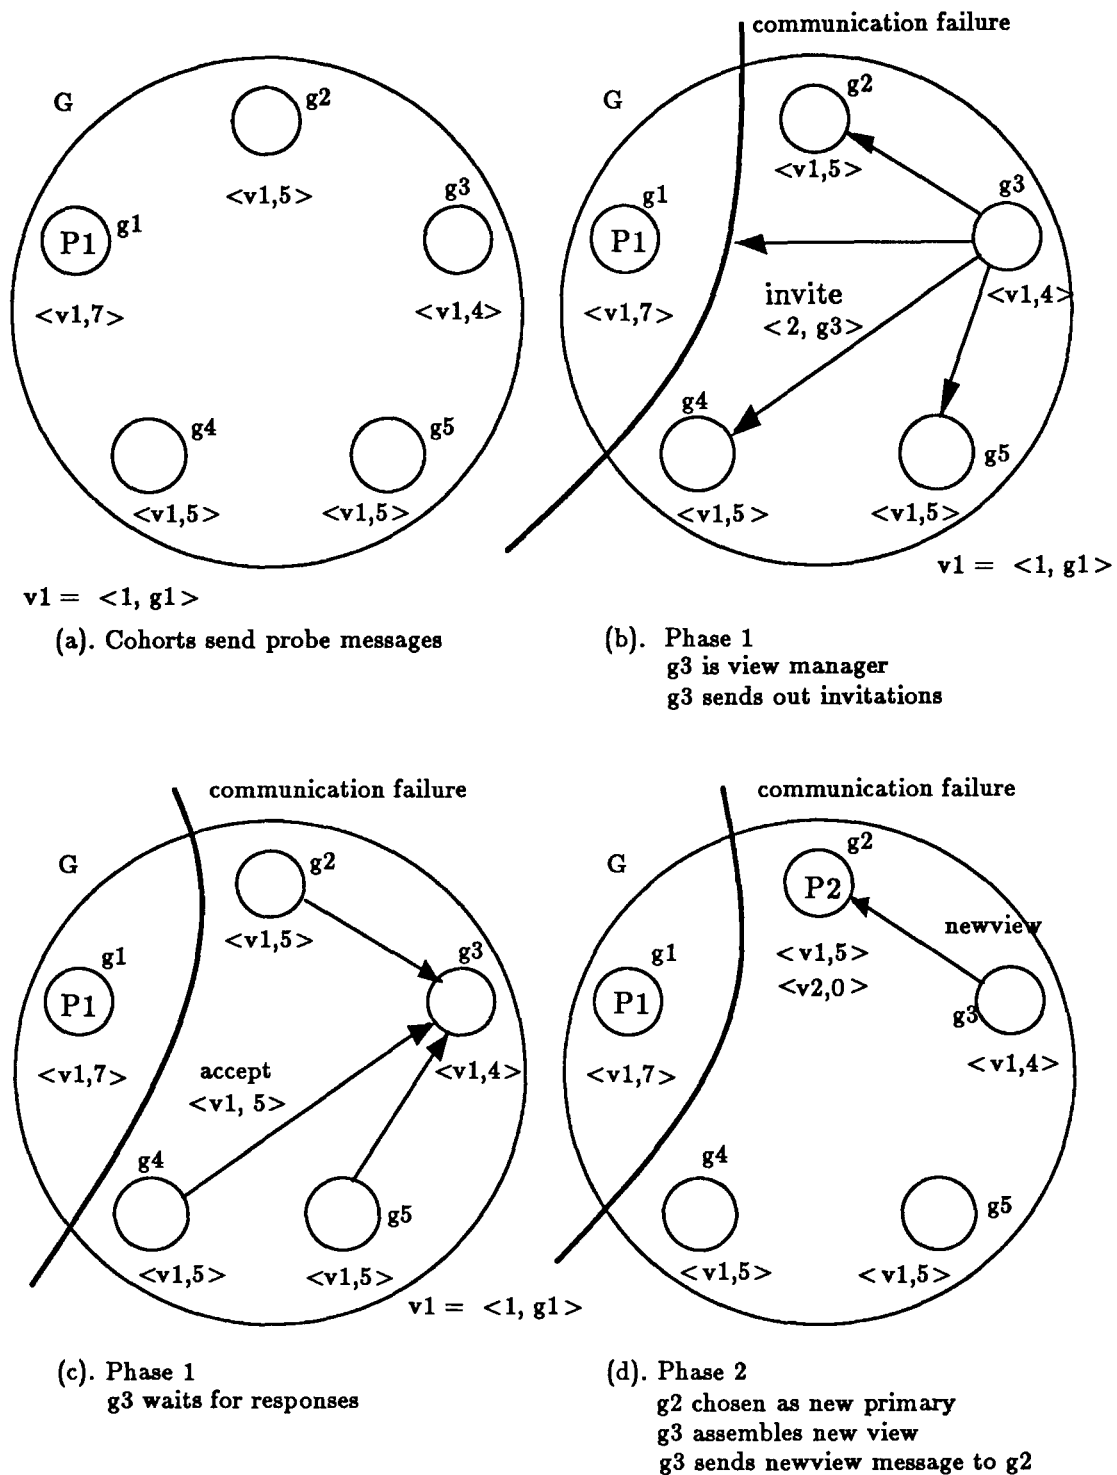 communication failure
G
g2
<v1,5>
g3
<v1,4>
P1
g1
<v1,7>
g4
<v1,5>
g5
<v1,5>
v1 = <1, g1>
(a). Cohorts send probe messages
G
g2
<v1,5>
g3
<v1,4>
g1
P1
<v1,7>
invite
<2, g3>
g4
<v1,5>
g5
<v1,5>
v1 = <1, g1>
(b). Phase 1
g3 is view manager
g3 sends out invitations
communication failure
G
g2
<v1,5>
g3
<v1,4>
g1
P1
<v1,7>
accept
<v1, 5>
g4
<v1,5>
g5
<v1,5>
v1 = <1, g1>
(c). Phase 1
g3 waits for responses
communication failure
G
g2
P2
<v1,5>
<v2,0>
newview
g3
<v1,4>
g1
P1
<v1,7>
g4
<v1,5>
g5
<v1,5>
(d). Phase 2
g2 chosen as new primary
g3 assembles new view
g3 sends newview message to g2